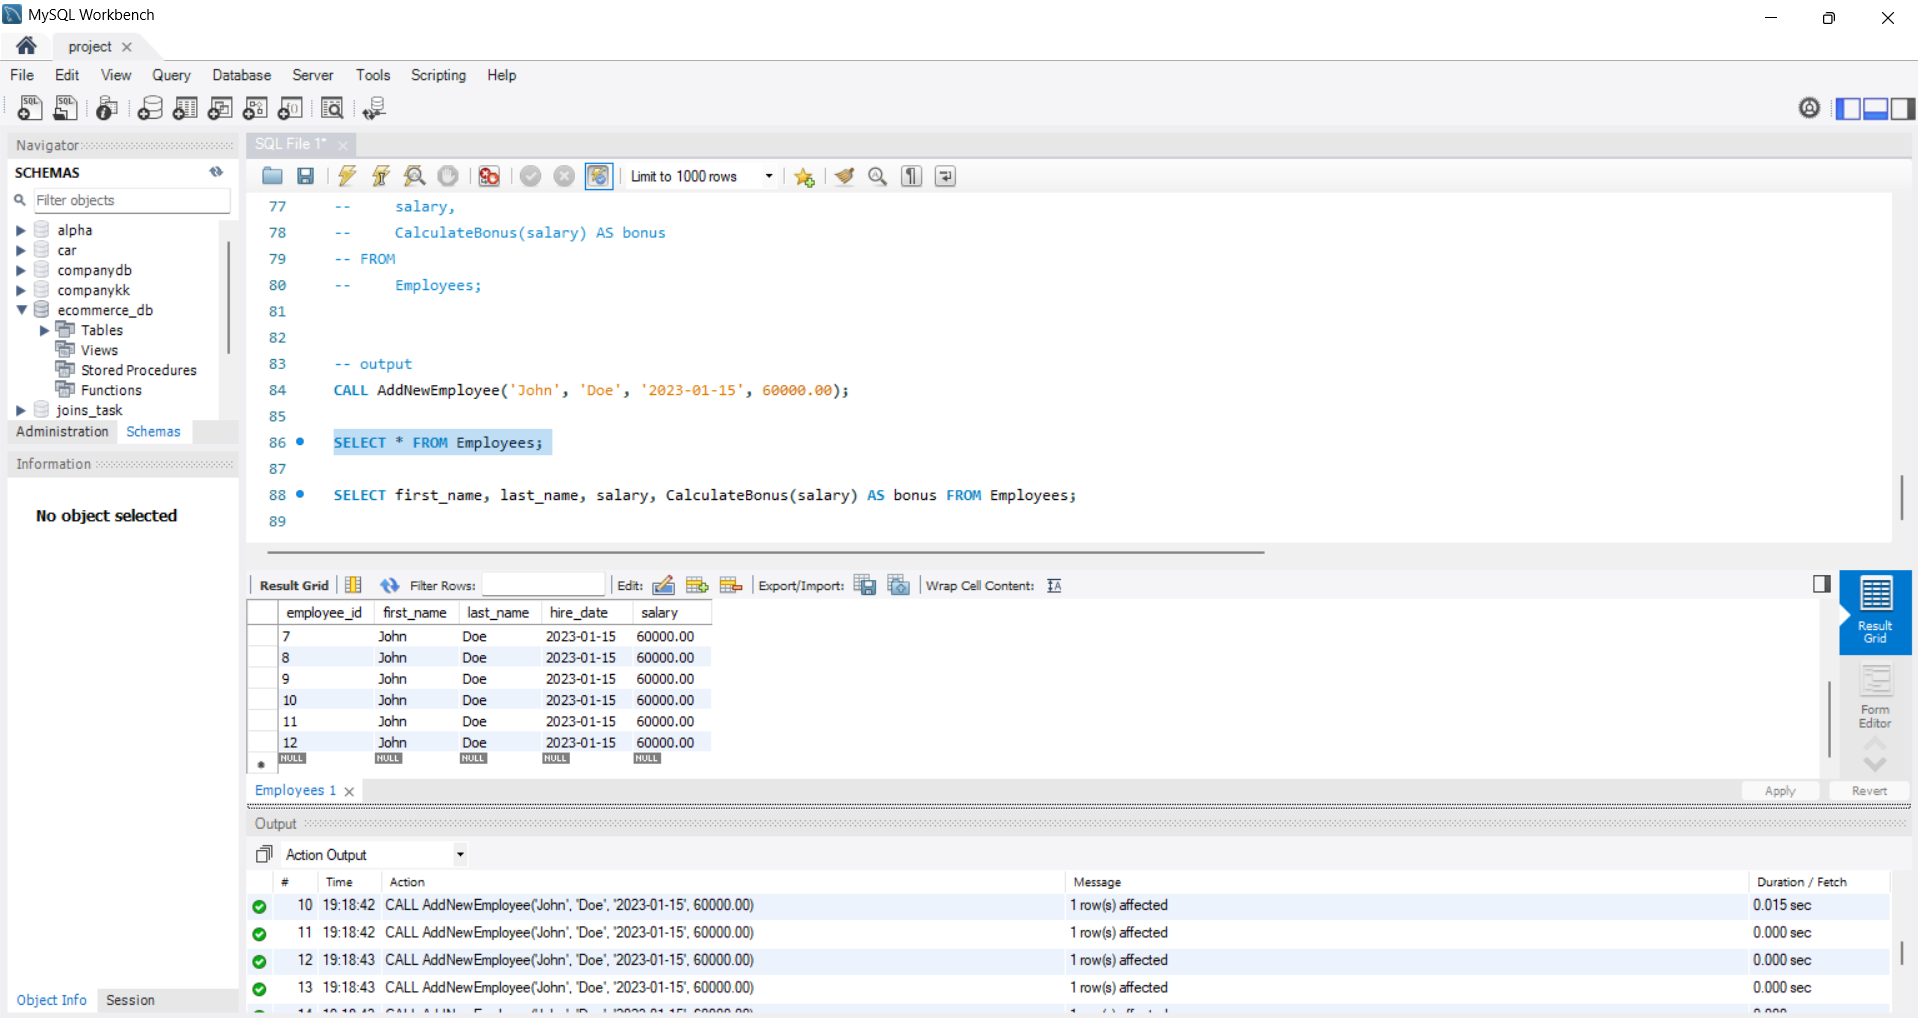 MySQL Workbench
project
File Edit View Query Database Server Tools Scripting Help
Navigator
SCHEMAS
Filter objects
alpha
car
companydb
companykk
ecommerce_db
Tables
Views
Stored Procedures
Functions
joins_task
Administration Schemas
Information
No object selected
Object Info Session
SQL File 1*
Limit to 1000 rows
77 -- salary,
78 -- CalculateBonus(salary) AS bonus
79 -- FROM
80 -- Employees;
81
82
83 -- output
84 CALL AddNewEmployee('John', 'Doe', '2023-01-15', 60000.00);
85
86 SELECT * FROM Employees;
87
88 SELECT first_name, last_name, salary, CalculateBonus(salary) AS bonus FROM Employees;
89
Result Grid Filter Rows: Edit: Export/Import: Wrap Cell Content:
employee_id first_name last_name hire_date salary
7 John Doe 2023-01-15 60000.00
8 John Doe 2023-01-15 60000.00
9 John Doe 2023-01-15 60000.00
10 John Doe 2023-01-15 60000.00
11 John Doe 2023-01-15 60000.00
12 John Doe 2023-01-15 60000.00
NULL NULL NULL NULL NULL
Result
Grid
Form
Editor
Employees 1 Apply Revert
Output
Action Output
# Time Action Message Duration / Fetch
10 19:18:42 CALL AddNewEmployee('John', 'Doe', '2023-01-15', 60000.00) 1 row(s) affected 0.015 sec
11 19:18:42 CALL AddNewEmployee('John', 'Doe', '2023-01-15', 60000.00) 1 row(s) affected 0.000 sec
12 19:18:43 CALL AddNewEmployee('John', 'Doe', '2023-01-15', 60000.00) 1 row(s) affected 0.000 sec
13 19:18:43 CALL AddNewEmployee('John', 'Doe', '2023-01-15', 60000.00) 1 row(s) affected 0.000 sec